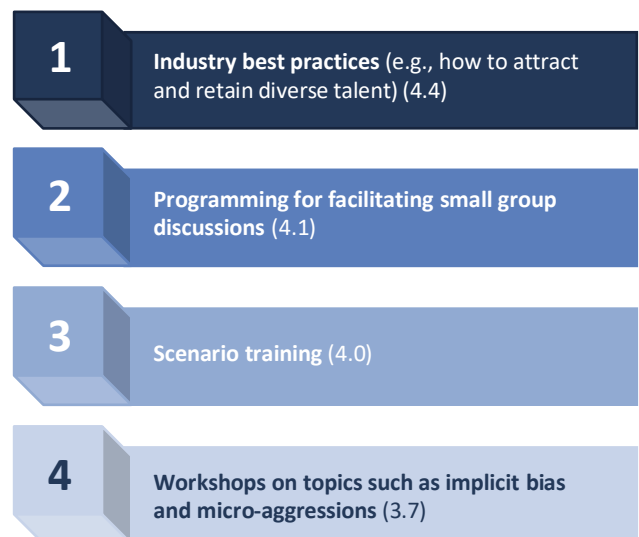 1
Industry best practices (e.g., how to attract
and retain diverse talent) (4.4)
2
Programming for facilitating small group
discussions (4.1)
3
Scenario training (4.0)
4
Workshops on topics such as implicit bias
and micro-aggressions (3.7)